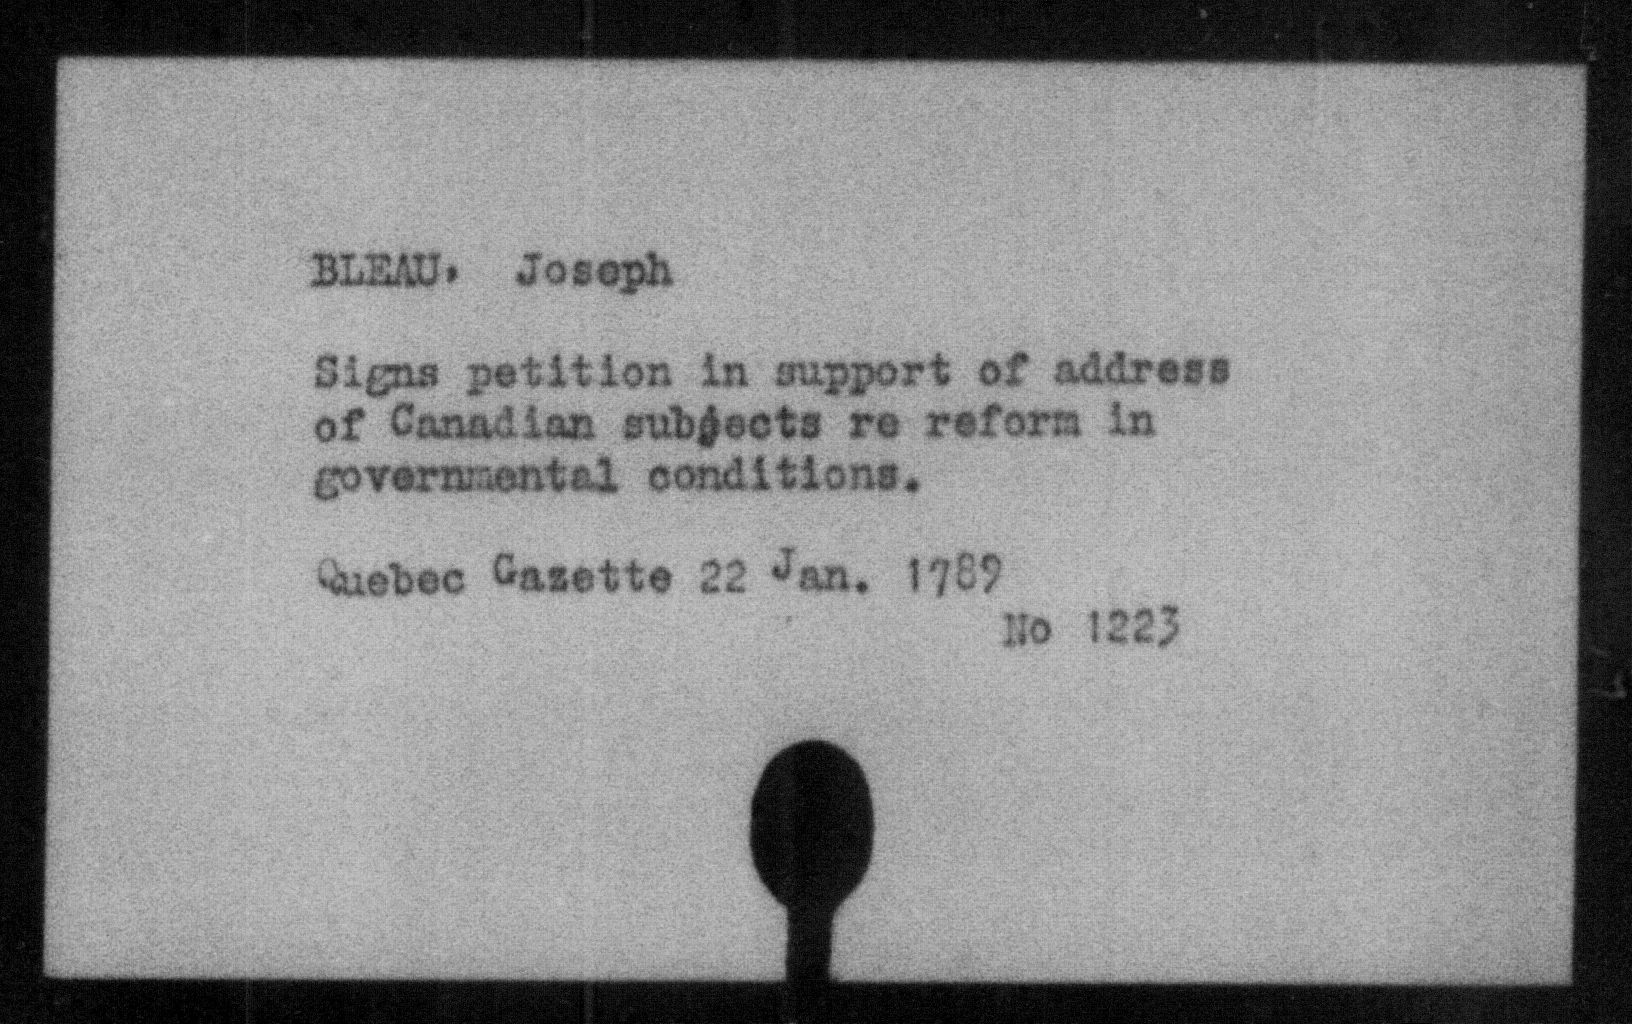 BLEAU, Joseph
Signs petition in support of address
of Canadian subjects re reform in
governmental conditions.
Quebec Gazette 22 Jan. 1789
No 1223